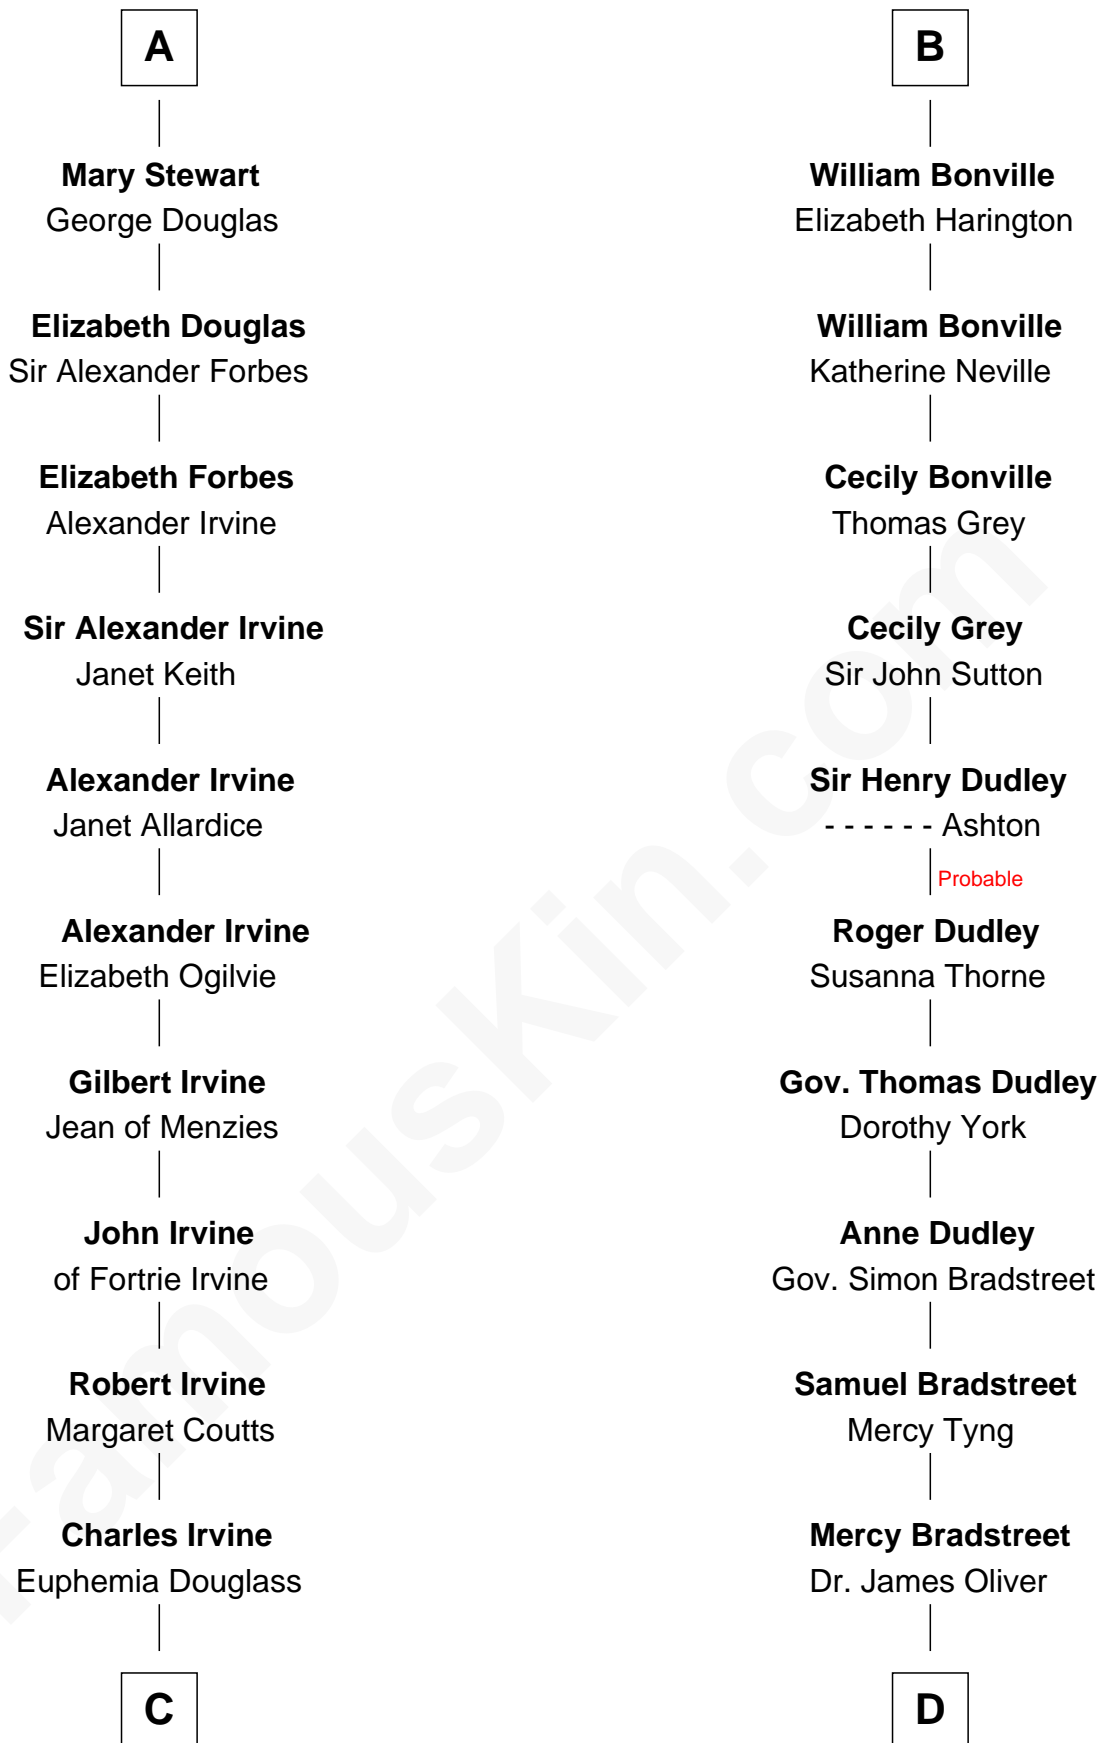 A
Mary Stewart
George Douglas
Elizabeth Douglas
Sir Alexander Forbes
Elizabeth Forbes
Alexander Irvine
Sir Alexander Irvine
Janet Keith
Alexander Irvine
Janet Allardice
Alexander Irvine
Elizabeth Ogilvie
Gilbert Irvine
Jean of Menzies
John Irvine
of Fortrie Irvine
Robert Irvine
Margaret Coutts
Charles Irvine
Euphemia Douglass
C
B
William Bonville
Elizabeth Harington
William Bonville
Katherine Neville
Cecily Bonville
Thomas Grey
Cecily Grey
Sir John Sutton
Sir Henry Dudley
- - - - - - Ashton
Probable
Roger Dudley
Susanna Thorne
Gov. Thomas Dudley
Dorothy York
Anne Dudley
Gov. Simon Bradstreet
Samuel Bradstreet
Mercy Tyng
Mercy Bradstreet
Dr. James Oliver
D
FamousKin.com